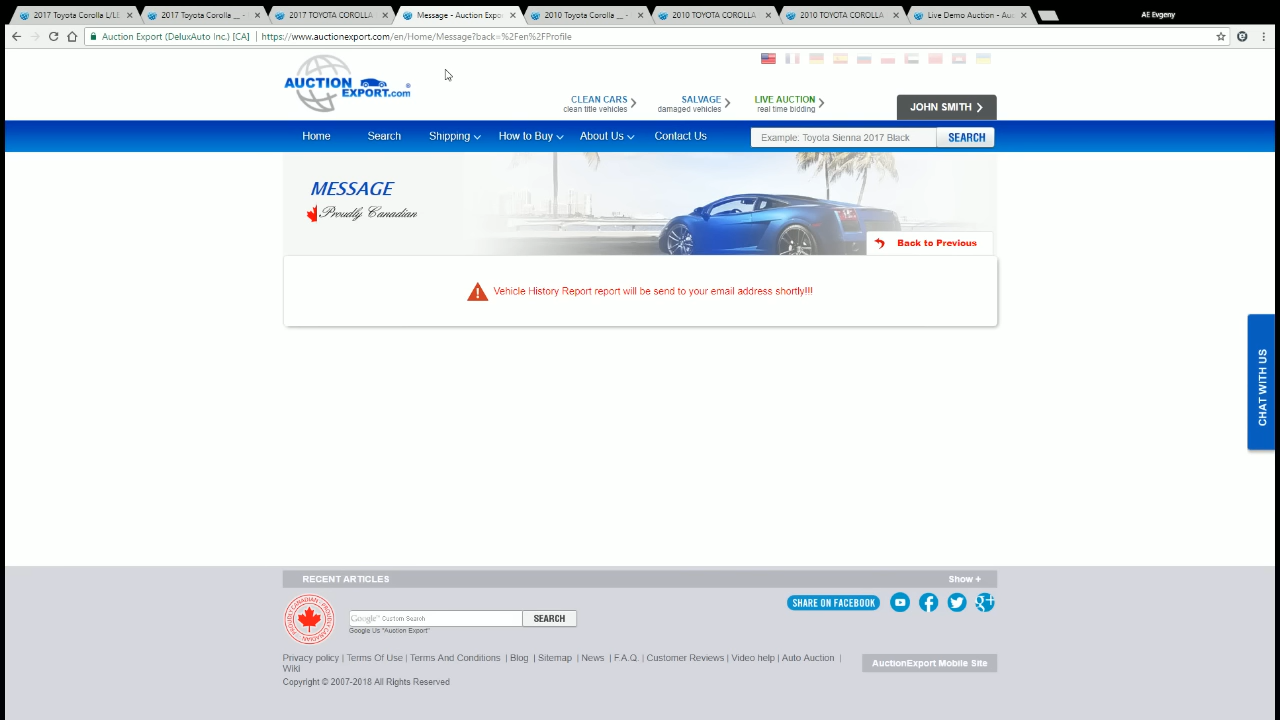 2017 Toyota Corolla L/L
2017 Toyota Corolla __ -
2017 TOYOTA COROLLA
Message - Auction Expo
2010 Toyota Corolla __ -
2010 TOYOTA COROLLA
2010 TOYOTA COROLLA
Live Demo Auction - Au
AE Evgeny
Auction Export (DeluxAuto Inc.) [CA]
https://www.auctionexport.com/en/Home/Message?back=%2Fen%2FProfile
AUCTION
EXPORT.com
CLEAN CARS
clean title vehicles
SALVAGE
damaged vehicles
LIVE AUCTION
real time bidding
JOHN SMITH
Home Search Shipping How to Buy About Us Contact Us
Example: Toyota Sienna 2017 Black
SEARCH
MESSAGE
Proudly Canadian
Back to Previous
Vehicle History Report report will be send to your email address shortly!!!
CHAT WITH US
RECENT ARTICLES
Show +
Google™ Custom Search
SEARCH
Google Us "Auction Export"
SHARE ON FACEBOOK
Privacy policy | Terms Of Use | Terms And Conditions | Blog | Sitemap | News | F.A.Q. | Customer Reviews | Video help | Auto Auction |
Wiki
Copyright © 2007-2018 All Rights Reserved
AuctionExport Mobile Site